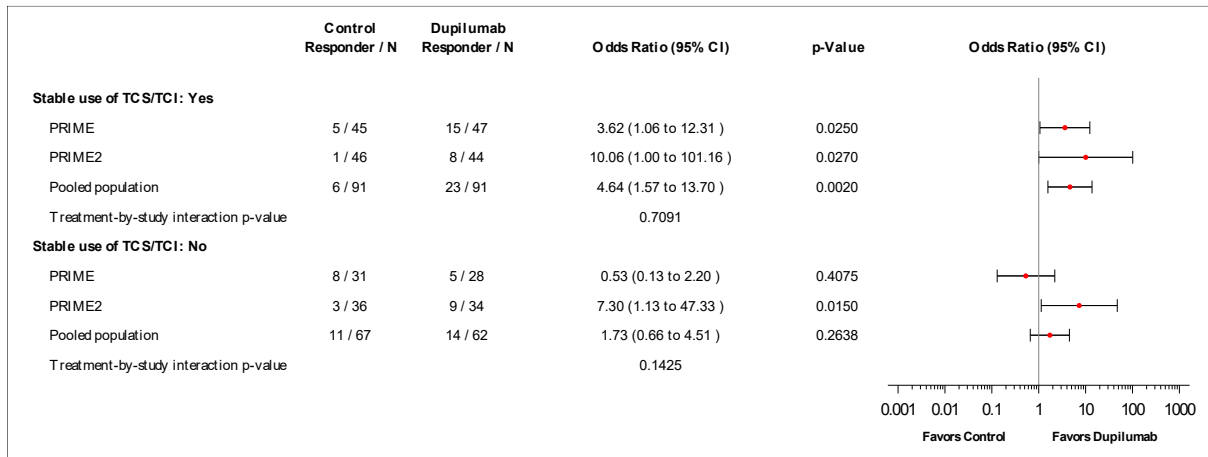 Control Dupilumab
Responder / N Responder / N Odds Ratio (95% CI) p-Value Odds Ratio (95% CI)
Stable use of TCS/TCI: Yes
PRIME 5 / 45 15 / 47 3.62 (1.06 to 12.31 ) 0.0250
PRIME2 1 / 46 8 / 44 10.06 (1.00 to 101.16 ) 0.0270
Pooled population 6 / 91 23 / 91 4.64 (1.57 to 13.70 ) 0.0020
Treatment-by-study interaction p-value 0.7091
Stable use of TCS/TCI: No
PRIME 8 / 31 5 / 28 0.53 (0.13 to 2.20 ) 0.4075
PRIME2 3 / 36 9 / 34 7.30 (1.13 to 47.33 ) 0.0150
Pooled population 11 / 67 14 / 62 1.73 (0.66 to 4.51 ) 0.2638
Treatment-by-study interaction p-value 0.1425
0.001 0.01 0.1 1 10 100 1000
Favors Control Favors Dupilumab